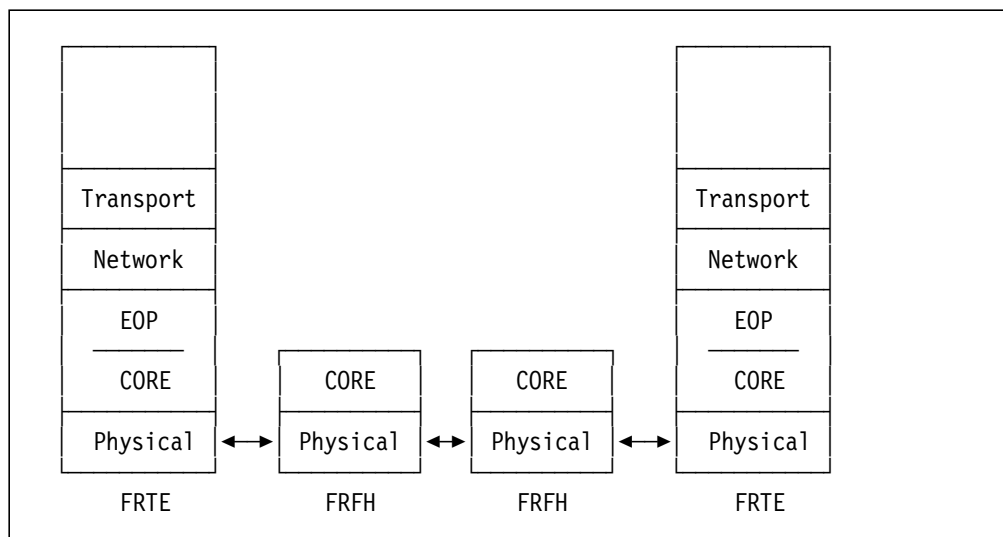 Transport Transport
Network Network
EOP EOP
CORE CORE CORE CORE
Physical Physical Physical Physical
FRTE FRFH FRFH FRTE